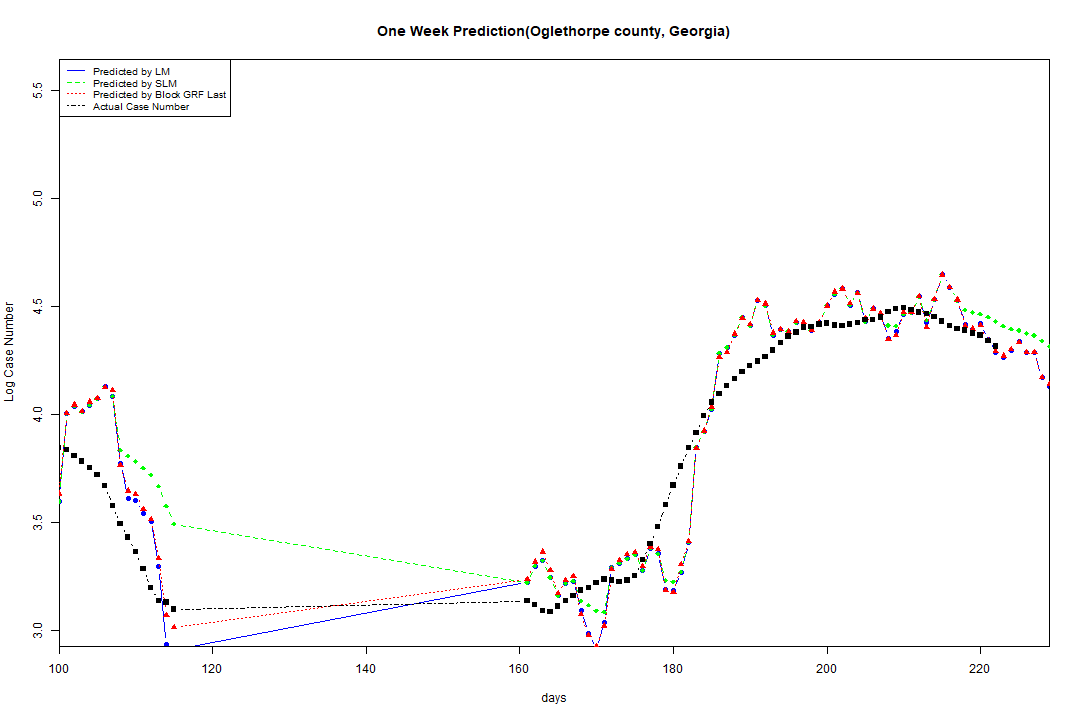 One Week Prediction(Oglethorpe county, Georgia)
Predicted by LM
Predicted by SLM
Predicted by Block GRF Last
Actual Case Number
Log Case Number
5.5
5.0
4.5
4.0
3.5
3.0
100 120 140 160 180 200 220
days